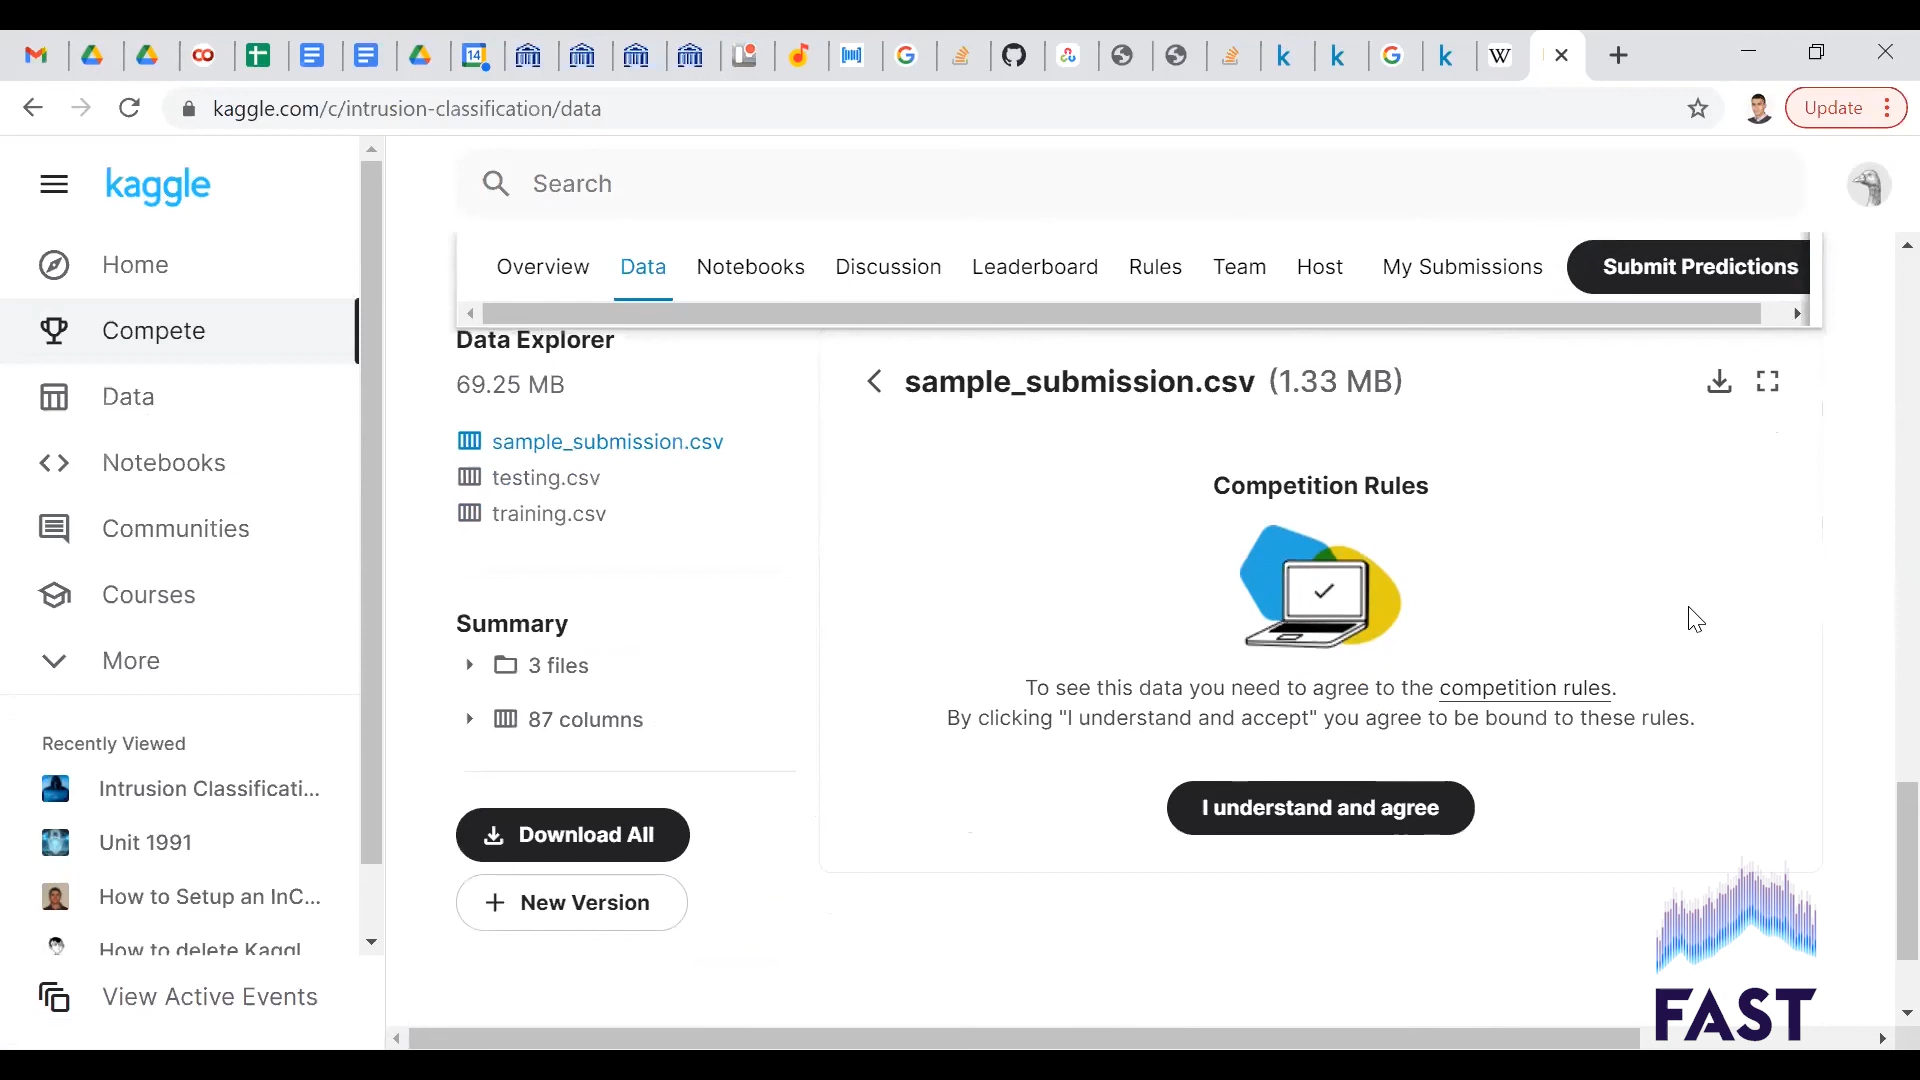 kaggle.com/c/intrusion-classification/data
Update
kaggle
Search
Home
Compete
Data
Notebooks
Communities
Courses
More
Recently Viewed
Intrusion Classificati...
Unit 1991
How to Setup an InC...
How to delete Kaggl
View Active Events
Overview
Data
Notebooks
Discussion
Leaderboard
Rules
Team
Host
My Submissions
Submit Predictions
Data Explorer
69.25 MB
sample_submission.csv
testing.csv
training.csv
Summary
3 files
87 columns
Download All
New Version
sample_submission.csv (1.33 MB)
Competition Rules
To see this data you need to agree to the competition rules.
By clicking "I understand and accept" you agree to be bound to these rules.
I understand and agree
FAST